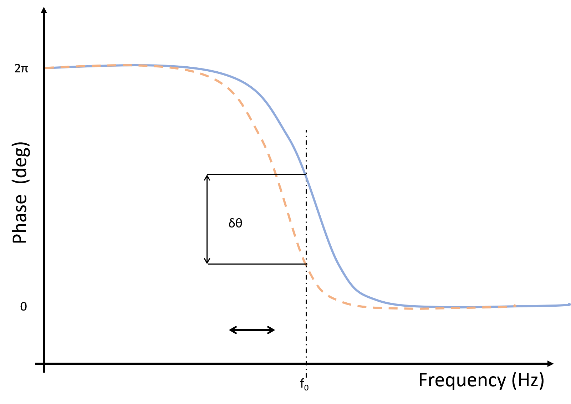 2π
Phase (deg)
δθ
0
f₀
Frequency (Hz)